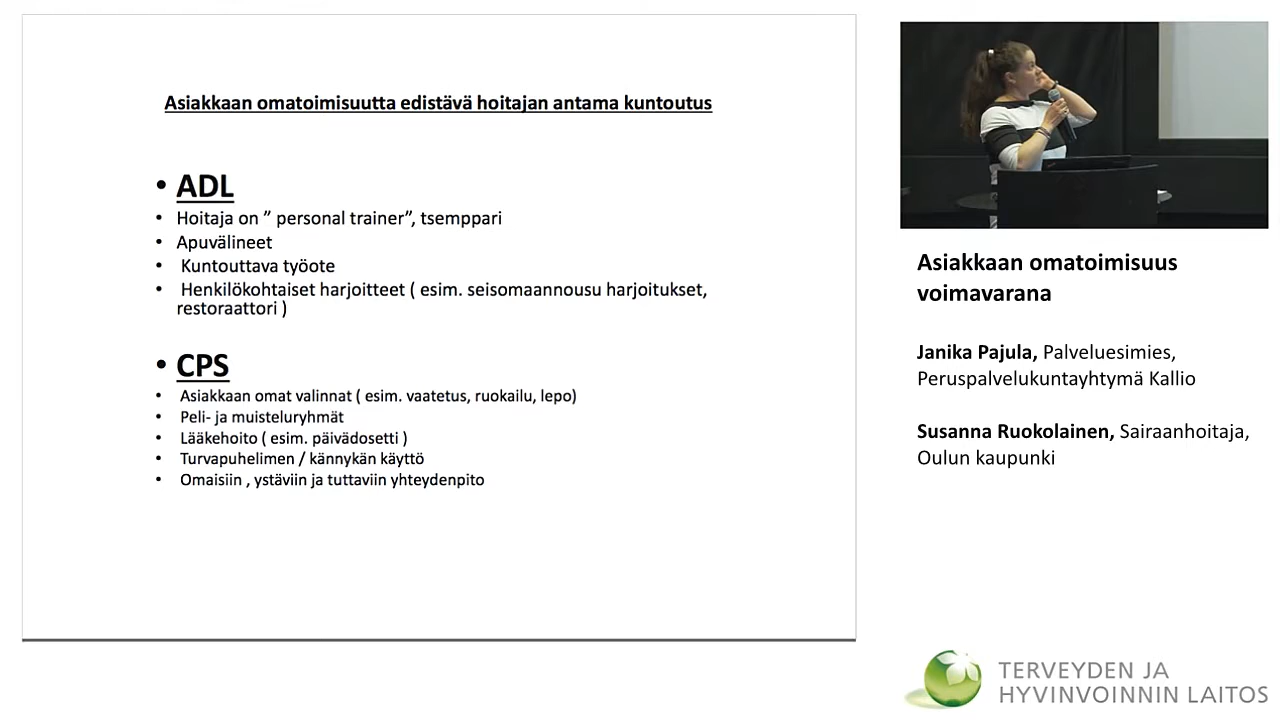 Asiakkaan omatoimisuutta edistävä hoitajan antama kuntoutus
• ADL
• Hoitaja on ” personal trainer”, tsemppari
• Apuvälineet
• Kuntouttava työote
• Henkilökohtaiset harjoitteet ( esim. seisomaannousu harjoitukset,
restoraattori )
• CPS
• Asiakkaan omat valinnat ( esim. vaatetus, ruokailu, lepo)
• Peli- ja muisteluryhmät
• Lääkehoito ( esim. päivädosetti )
• Turvapuhelimen / kännykän käyttö
• Omaisiin , ystäviin ja tuttaviin yhteydenpito
Asiakkaan omatoimisuus
voimavarana
Janika Pajula, Palveluesimies,
Peruspalvelukuntayhtymä Kallio
Susanna Ruokolainen, Sairaanhoitaja,
Oulun kaupunki
TERVEYDEN JA
HYVINVOINNIN LAITOS